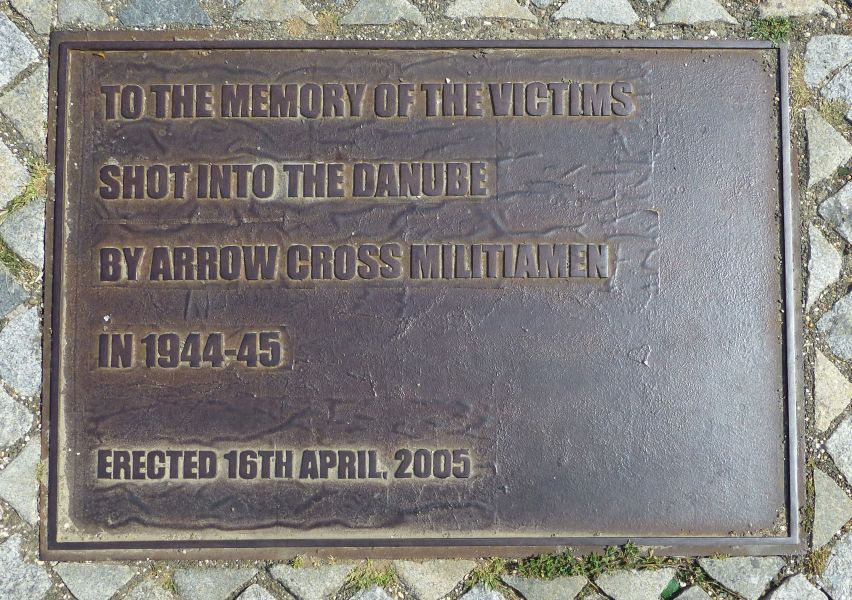 TO THE MEMORY OF THE VICTIMS
SHOT INTO THE DANUBE
BY ARROW CROSS MILITIAMEN
IN 1944-45
ERECTED 16TH APRIL, 2005